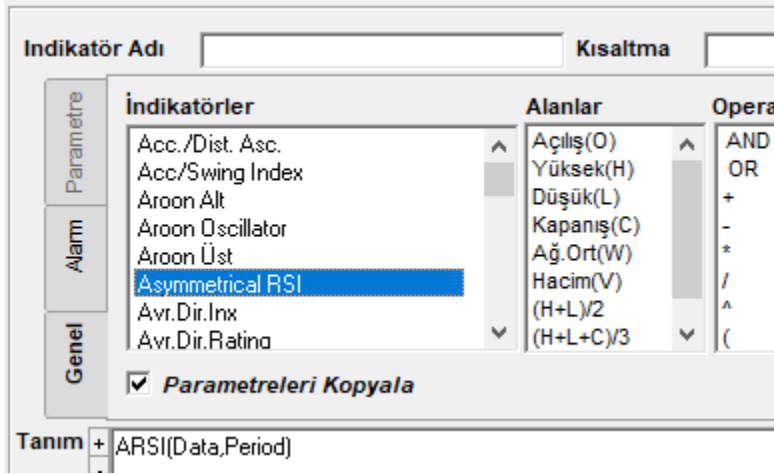 Indikatör Adı Kısaltma
Parametre
Alarm
Genel
İndikatörler
Acc./Dist. Asc.
Acc/Swing Index
Aroon Alt
Aroon Oscillator
Aroon Üst
Asymmetrical RSI
Avr.Dir.Inx
Avr.Dir.Rating
Alanlar
Açılış(O)
Yüksek(H)
Düşük(L)
Kapanış(C)
Ağ.Ort(W)
Hacim(V)
(H+L)/2
(H+L+C)/3
Opera
AND
OR
+
-
*
/
^
(
Parametreleri Kopyala
Tanım + ARSI(Data,Period)